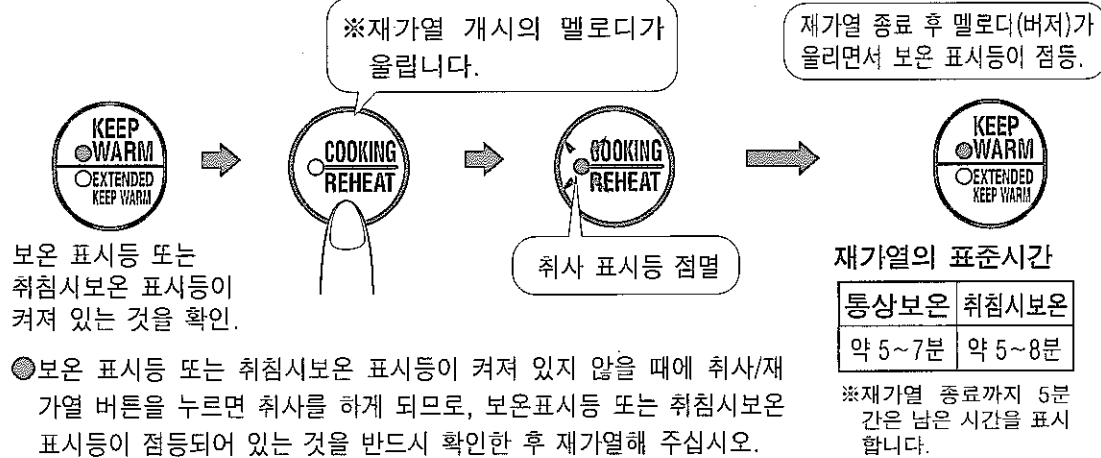 ※재가열 개시의 멜로디가
울립니다.
재가열 종료 후 멜로디(버저)가
울리면서 보온 표시등이 점등.
KEEP
WARM
EXTENDED
KEEP WARM
COOKING
REHEAT
COOKING
REHEAT
KEEP
WARM
EXTENDED
KEEP WARM
보온 표시등 또는
취침시보온 표시등이
켜져 있는 것을 확인.
취사 표시등 점멸
재가열의 표준시간
통상보온 취침시보온
약 5~7분 약 5~8분
※재가열 종료까지 5분
간은 남은 시간을 표시
합니다.
●보온 표시등 또는 취침시보온 표시등이 켜져 있지 않을 때에 취사/재
가열 버튼을 누르면 취사를 하게 되므로, 보온표시등 또는 취침시보온
표시등이 점등되어 있는 것을 반드시 확인한 후 재가열해 주십시오.